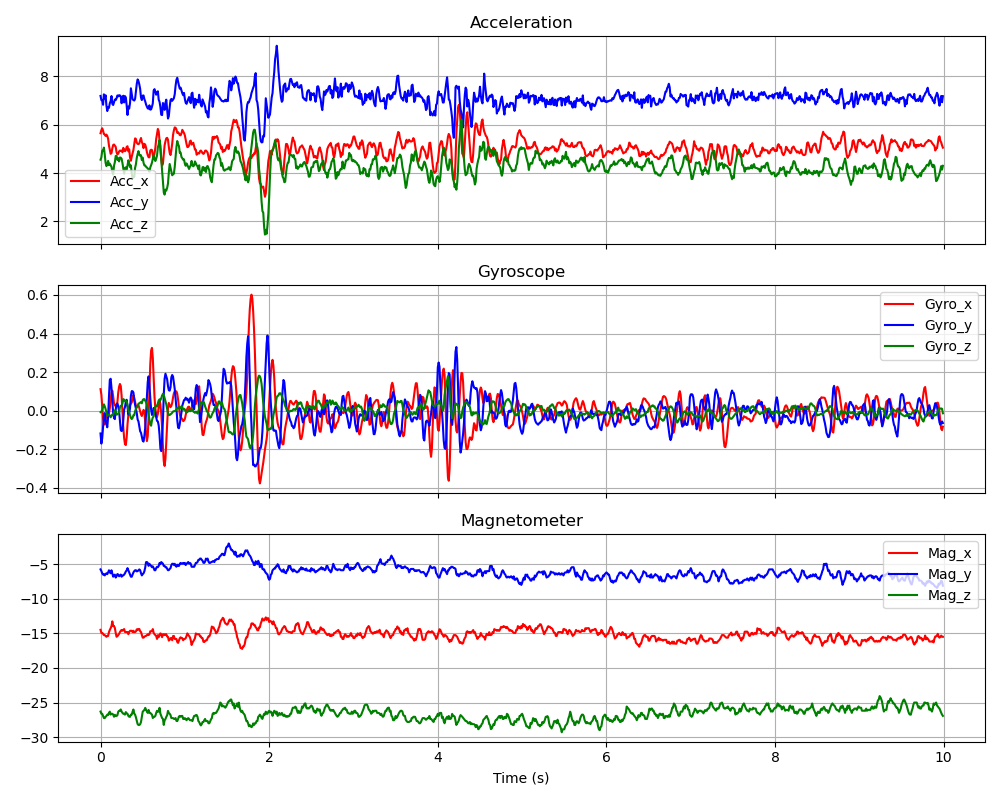 Acceleration
8
6
4
2
Acc_x
Acc_y
Acc_z
Gyroscope
0.6
0.4
0.2
0.0
−0.2
−0.4
Gyro_x
Gyro_y
Gyro_z
Magnetometer
−5
−10
−15
−20
−25
−30
Mag_x
Mag_y
Mag_z
0 2 4 6 8 10
Time (s)